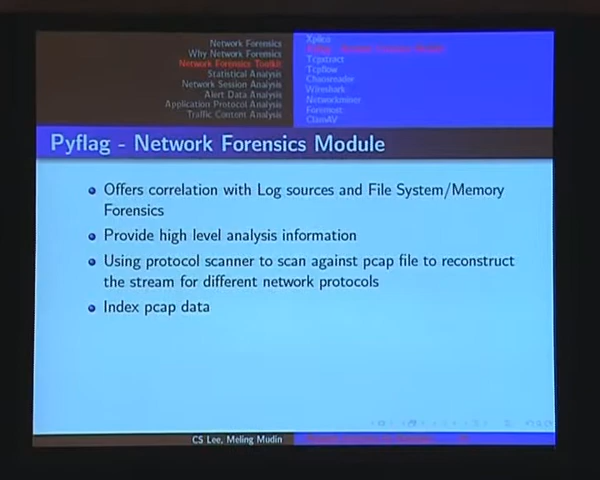 Network Forensics
Why Network Forensics
Network Forensics Toolkit
Statistical Analysis
Network Session Analysis
Alert Data Analysis
Application Protocol Analysis
Traffic Content Analysis
Xplico
Pyflag - Network Forensics Module
Tcpxtract
Tcpflow
Chaosreader
Wireshark
Networkminer
Foremost
ClamAV
Pyflag - Network Forensics Module
Offers correlation with Log sources and File System/Memory
Forensics
Provide high level analysis information
Using protocol scanner to scan against pcap file to reconstruct
the stream for different network protocols
Index pcap data
CS Lee, Meling Mudin